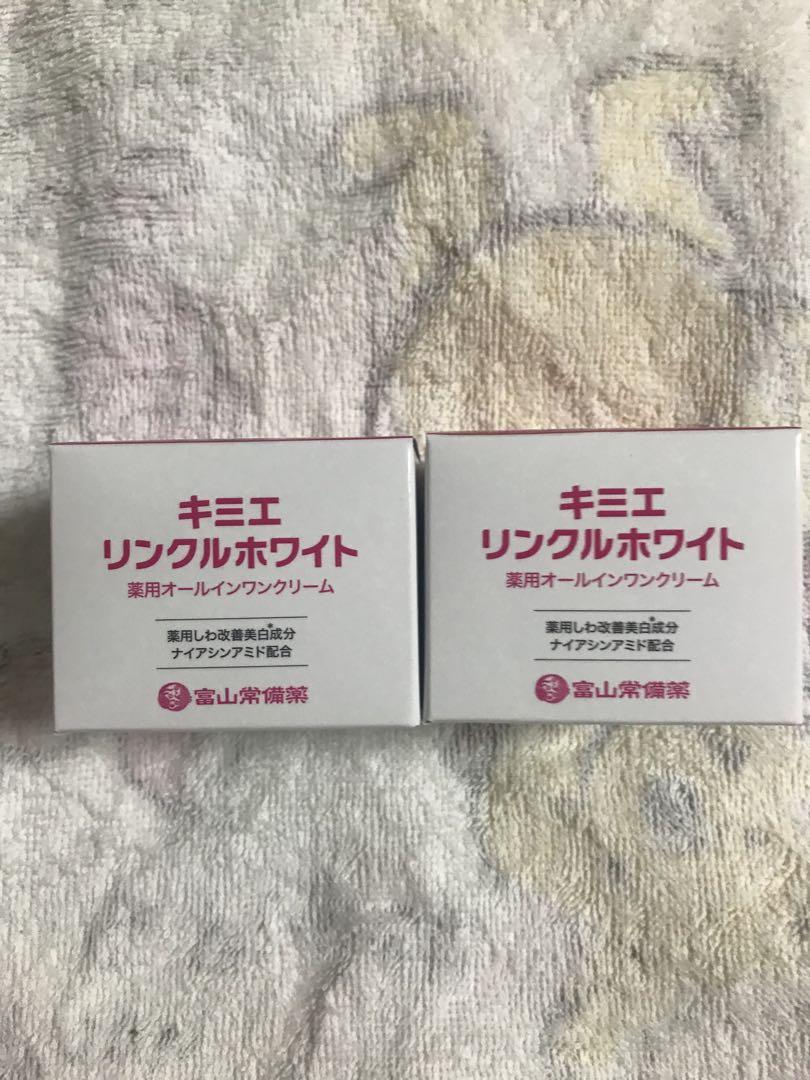 キミエ
リンクルホワイト
薬用オールインワンクリーム
薬用しわ改善美白*成分
ナイアシンアミド配合
富山常備薬
キミエ
リンクルホワイト
薬用オールインワンクリーム
薬用しわ改善美白*成分
ナイアシンアミド配合
富山常備薬